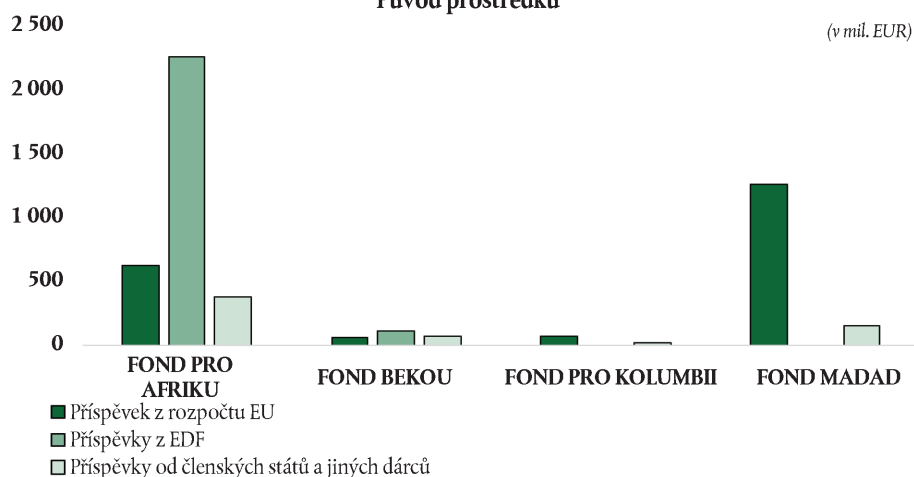 Původ prostředků
2 500
(v mil. EUR)
2 000
1 500
1 000
500
0
FOND PRO
AFRIKU
FOND BEKOU
FOND PRO KOLUMBII
FOND MADAD
Příspěvek z rozpočtu EU
Příspěvky z EDF
Příspěvky od členských států a jiných dárců